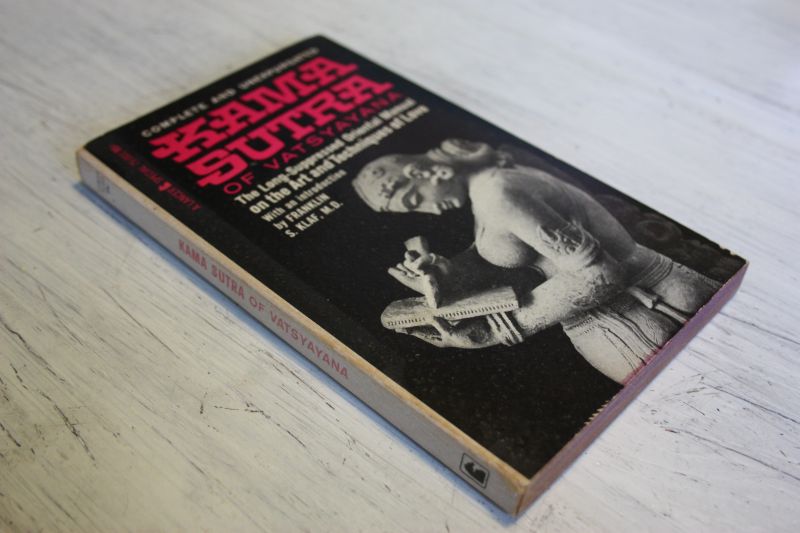 COMPLETE AND UNEXPURGATED
KAMA
SUTRA
OF VATSYAYANA
The Long-Suppressed Oriental Manual
on the Art and Techniques of Love
With an introduction
by FRANKLIN
S. KLAF, M.D.
KAMA SUTRA OF VATSYAYANA